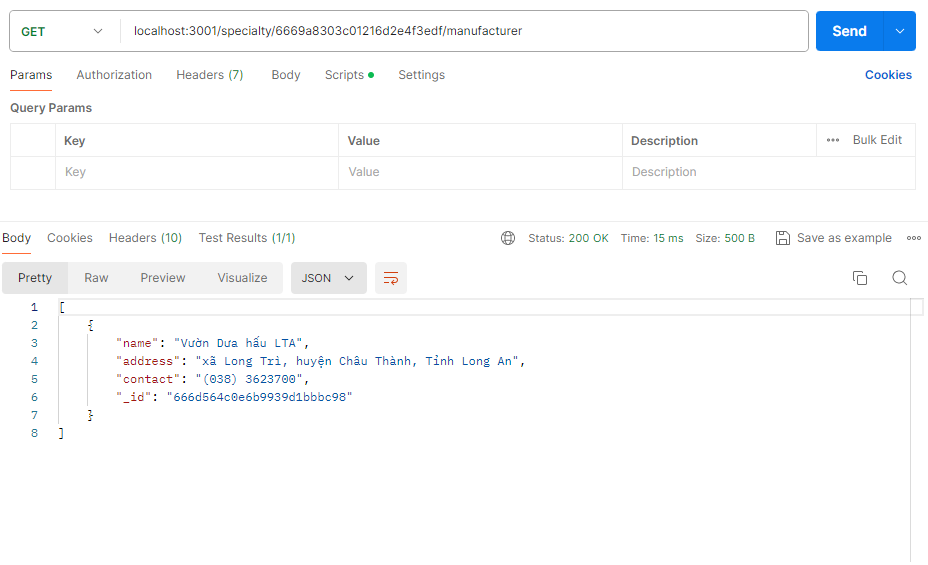 GET localhost:3001/specialty/6669a8303c01216d2e4f3edf/manufacturer Send
Params Authorization Headers (7) Body Scripts Settings Cookies
Query Params
Key Value Description ••• Bulk Edit
Key Value Description
Body Cookies Headers (10) Test Results (1/1) Status: 200 OK Time: 15 ms Size: 500 B Save as example •••
Pretty Raw Preview Visualize JSON
1 [
2 {
3 "name": "Vườn Dưa hấu LTA",
4 "address": "xã Long Trì, huyện Châu Thành, Tỉnh Long An",
5 "contact": "(038) 3623700",
6 "_id": "666d564c0e6b9939d1bbbc98"
7 }
8 ]